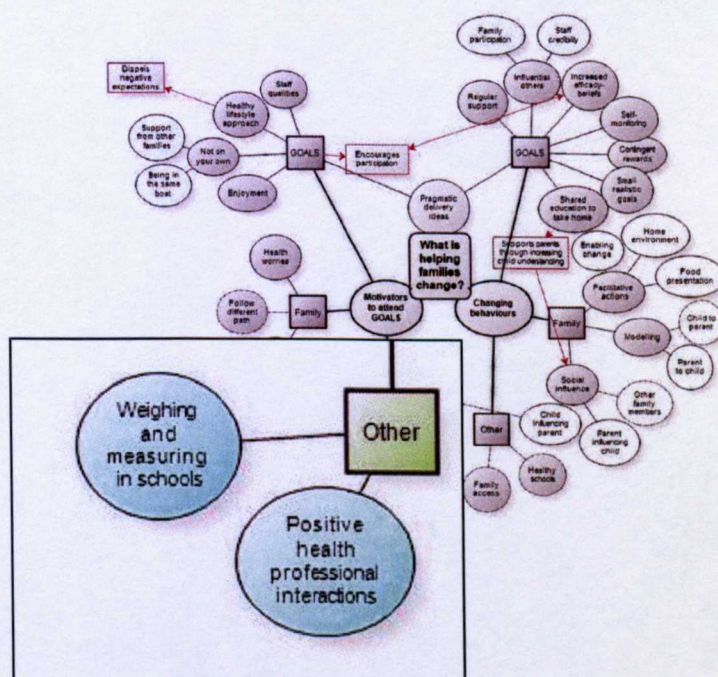 Family
participaion
Staff
crediblity
Dispels
negative
expectations
Staff
qualities
Influential
others
Increased
efficacy-
beliefs
Healthy
lifestyle
approach
Regular
support
Self-
monitoring
Support
from other
families
Not on
your own
GOALS
Encourages
participation
GOALS
Contingent
rewards
Being in
the same
boat
Enjoyment
Small
realistic
goals
Pragmatic
delivery
ideas
Shared
education to
take home
What is
helping
families
change?
Supports parents
through increasing
child undestanding
Enabling
change
Home
environment
Health
worries
Facilitative
actions
Food
presentation
Follow
different
path
Family
Motivators
to attend
GOALS
Changing
behaviours
Family
Modelling
Child to
parent
Parent
to child
Social
influence
Other
family
members
Child
influencing
parent
Parent
influencing
child
Other
Family
access
Healthy
schools
Weighing
and
measuring
in schools
Other
Positive
health
professional
interactions